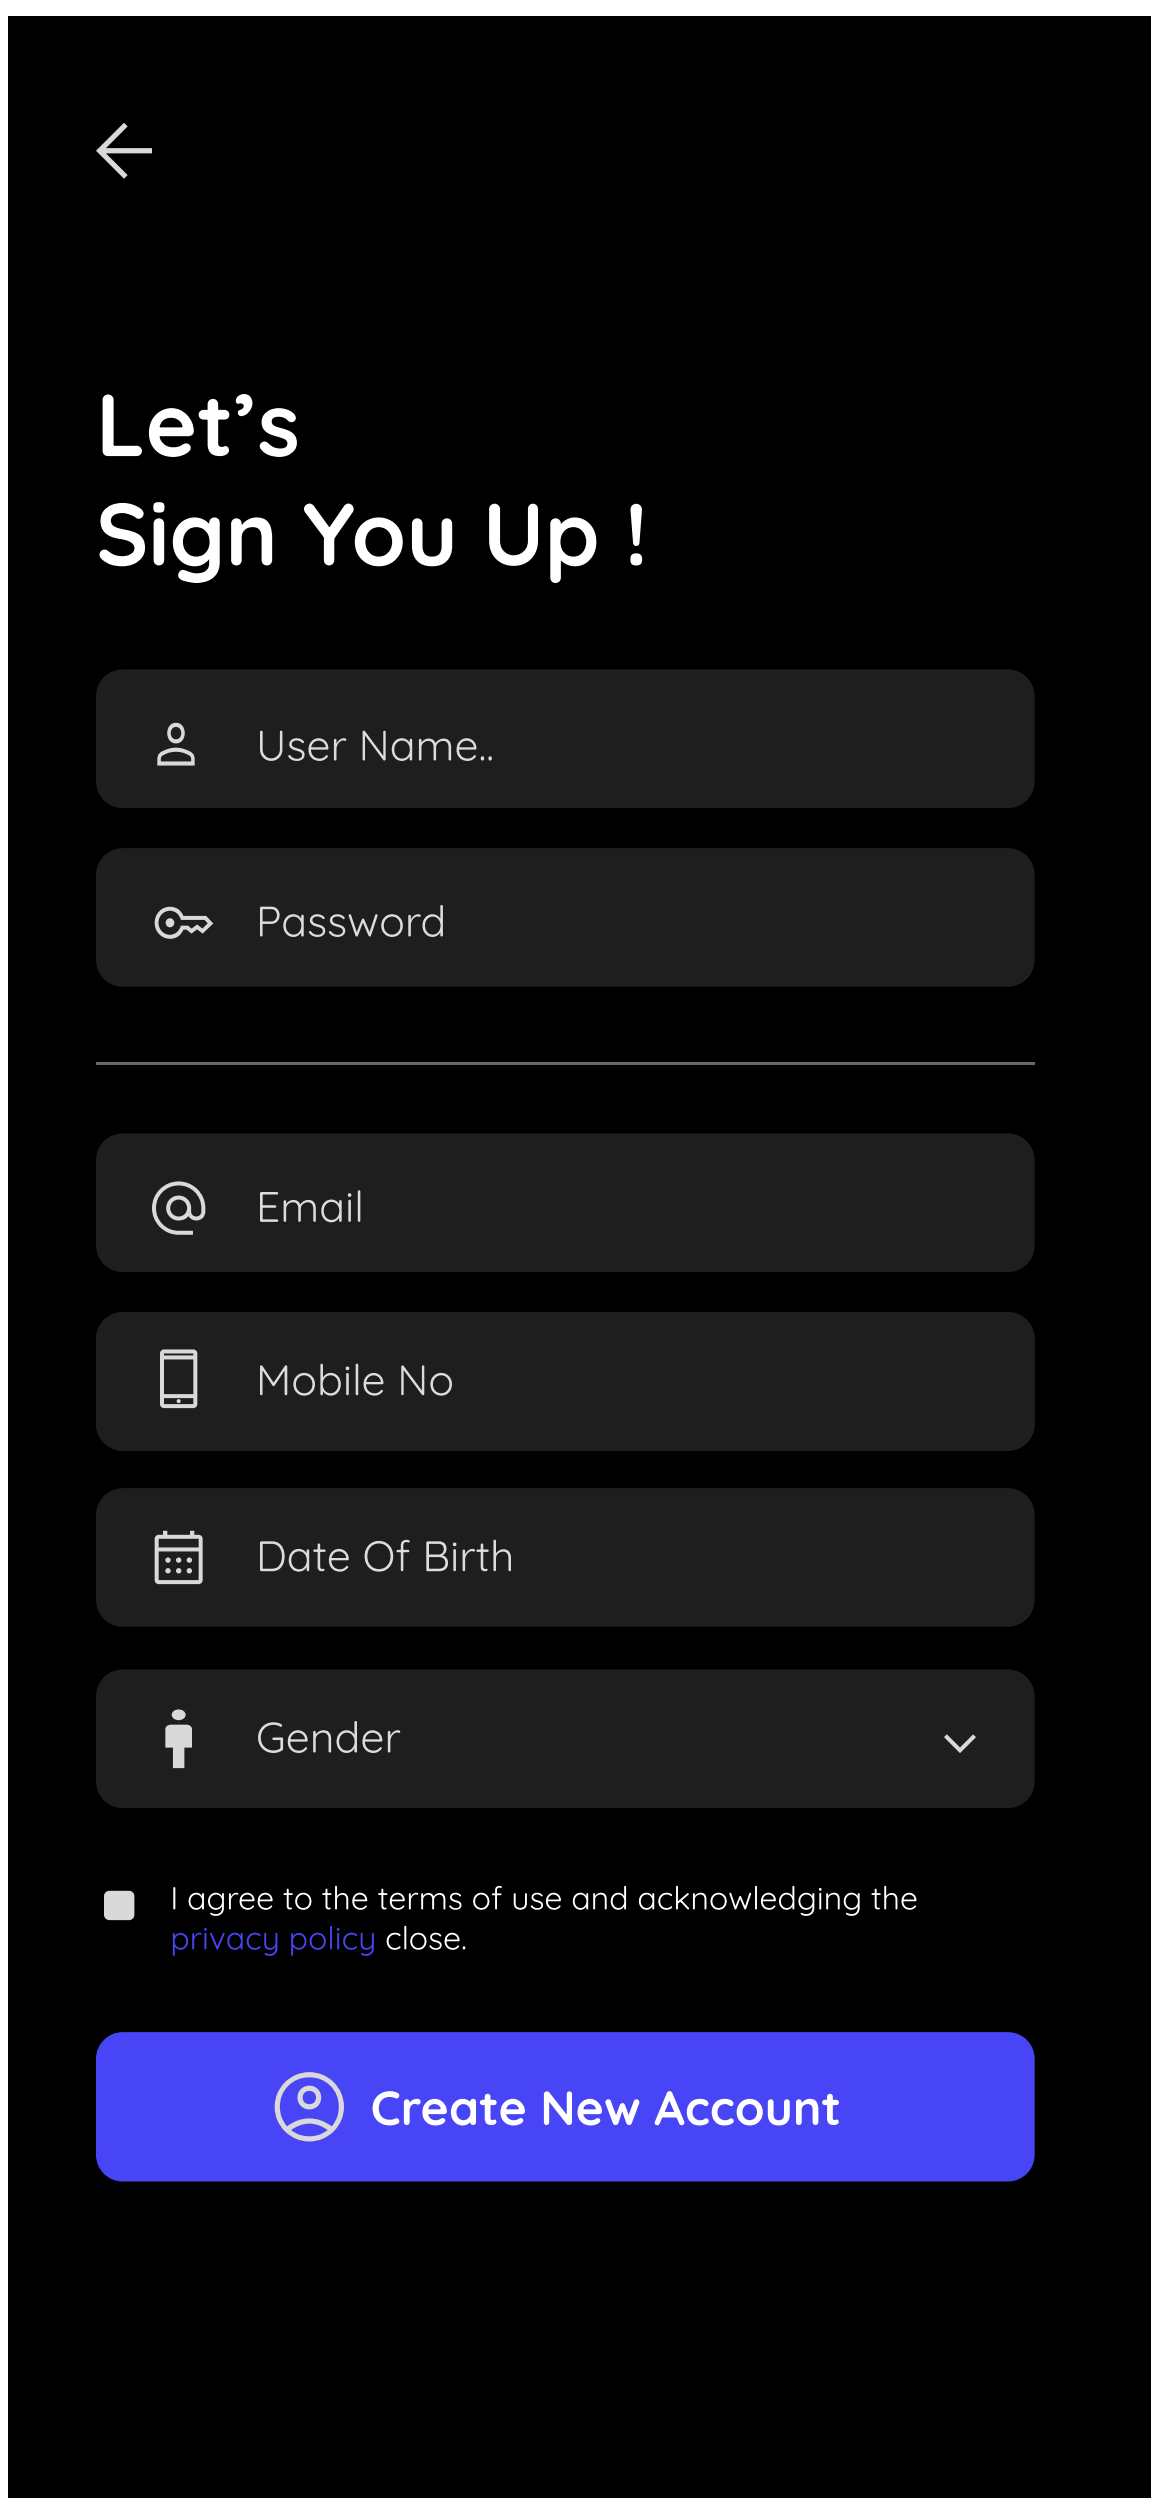 Let’s
Sign You Up !
User Name..
Password
Email
Mobile No
Date Of Birth
Gender
I agree to the terms of use and acknowledging the
privacy policy close.
Create New Account